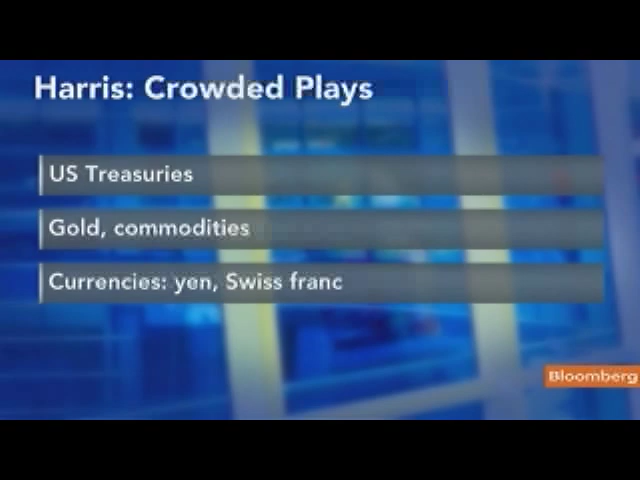 Harris: Crowded Plays
US Treasuries
Gold, commodities
Currencies: yen, Swiss franc
Bloomberg